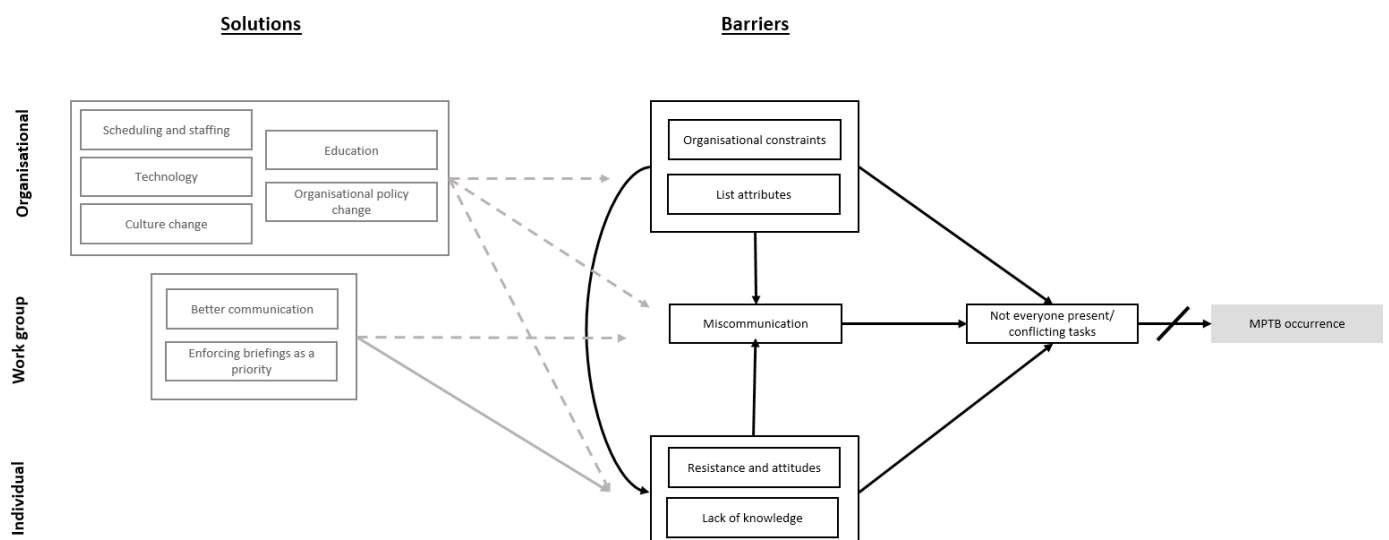 Solutions
Barriers
Organisational
Scheduling and staffing
Technology
Culture change
Education
Organisational policy
change
Organisational constraints
List attributes
Work group
Better communication
Enforcing briefings as a
priority
Miscommunication
Not everyone present/
conflicting tasks
MPTB occurrence
Individual
Resistance and attitudes
Lack of knowledge